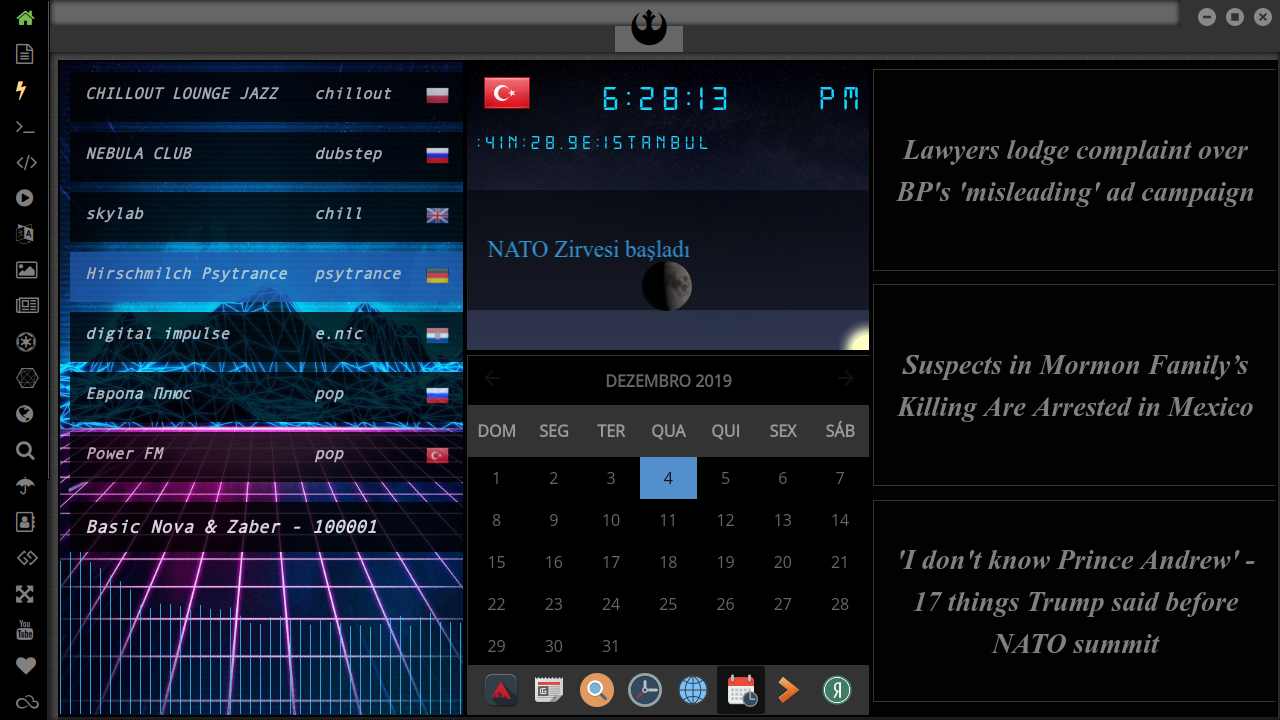 CHILLOUT LOUNGE JAZZ chillout
NEBULA CLUB dubstep
skylab chill
Hirschmilch Psytrance psytrance
digital impulse e.nic
Европа Плюс pop
Power FM pop
Basic Nova & Zaber - 100001
6:28:13 PM
:41N:28.9E:ISTANBUL
NATO Zirvesi başladı
DEZEMBRO 2019
DOM SEG TER QUA QUI SEX SÁB
1 2 3 4 5 6 7
8 9 10 11 12 13 14
15 16 17 18 19 20 21
22 23 24 25 26 27 28
29 30 31
Я
Lawyers lodge complaint over
BP's 'misleading' ad campaign
Suspects in Mormon Family’s
Killing Are Arrested in Mexico
'I don't know Prince Andrew' -
17 things Trump said before
NATO summit
You
Tube